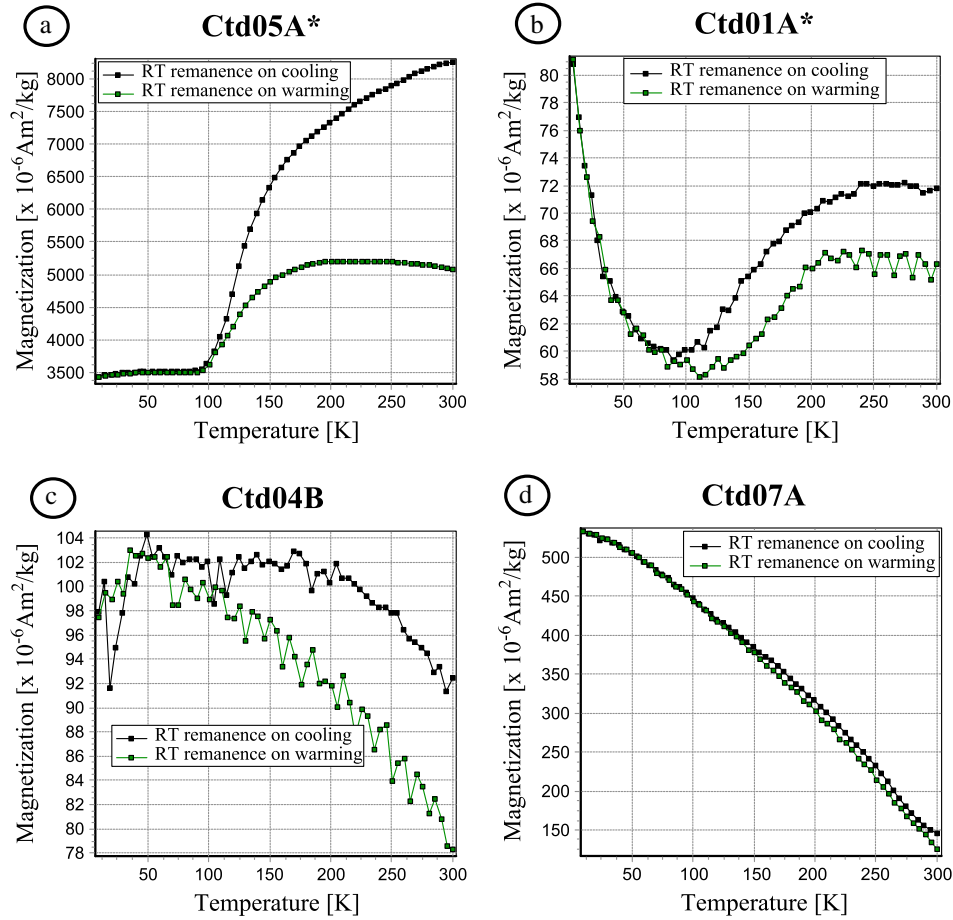 a
Ctd05A*
RT remanence on cooling
RT remanence on warming
Magnetization [x 10⁻⁶Am²/kg]
8000
7500
7000
6500
6000
5500
5000
4500
4000
3500
50 100 150 200 250 300
Temperature [K]
b
Ctd01A*
RT remanence on cooling
RT remanence on warming
Magnetization [x 10⁻⁶Am²/kg]
80
78
76
74
72
70
68
66
64
62
60
58
50 100 150 200 250 300
Temperature [K]
c
Ctd04B
Magnetization [x 10⁻⁶Am²/kg]
104
102
100
98
96
94
92
90
88
86
84
82
80
78
RT remanence on cooling
RT remanence on warming
50 100 150 200 250 300
Temperature [K]
d
Ctd07A
RT remanence on cooling
RT remanence on warming
Magnetization [x 10⁻⁶Am²/kg]
500
450
400
350
300
250
200
150
50 100 150 200 250 300
Temperature [K]